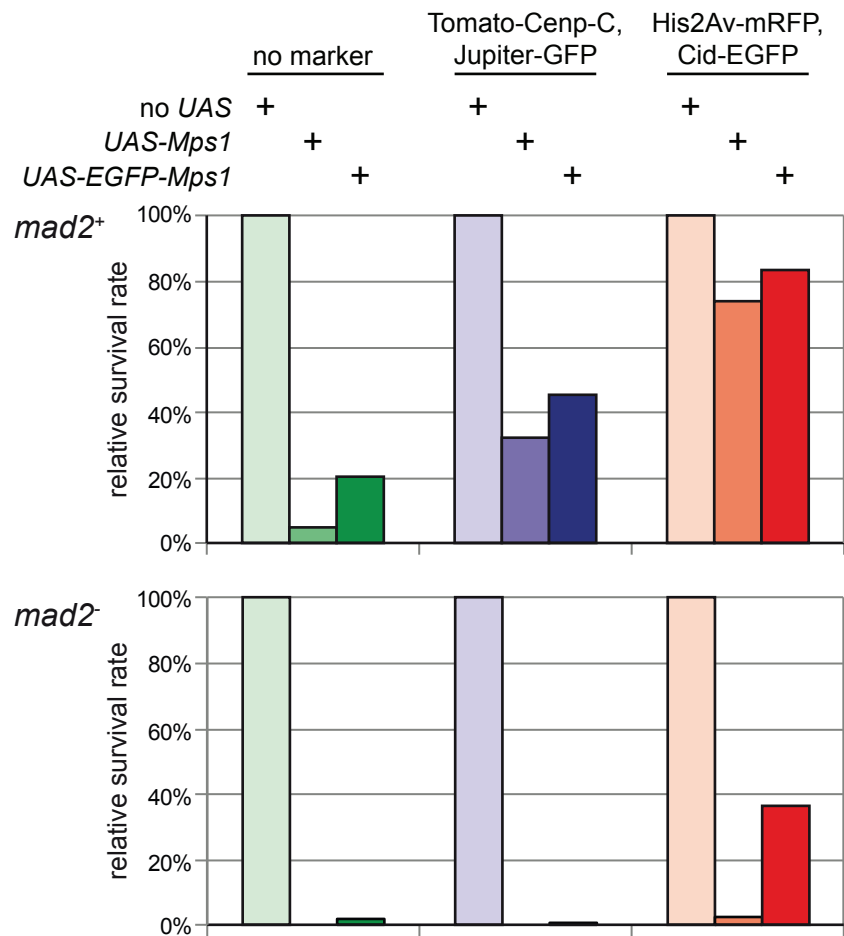 Tomato-Cenp-C, His2Av-mRFP,
no marker Jupiter-GFP Cid-EGFP
no UAS + + +
UAS-Mps1 + + +
UAS-EGFP-Mps1 + + +
mad2+
relative survival rate
100%
80%
60%
40%
20%
0%
mad2-
relative survival rate
100%
80%
60%
40%
20%
0%